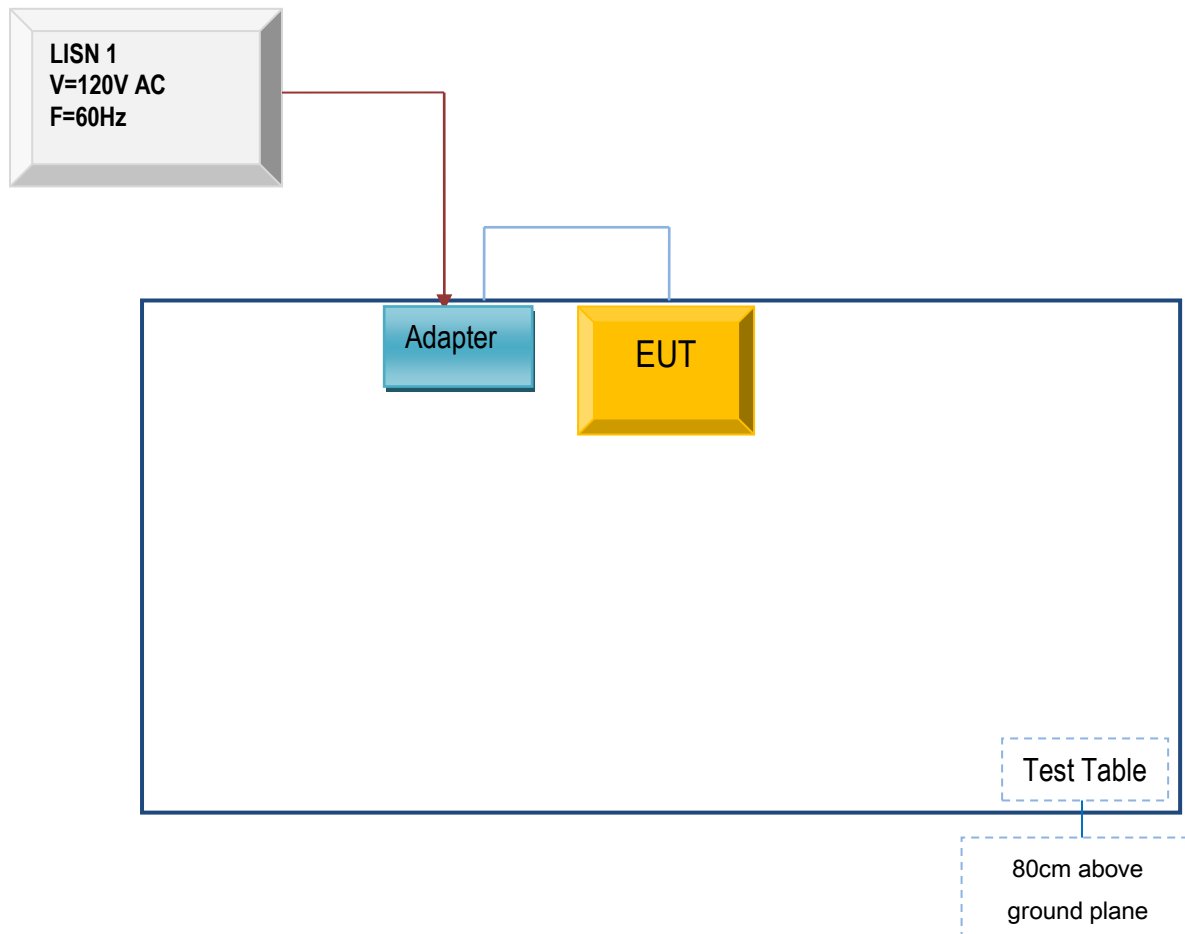 LISN 1
V=120V AC
F=60Hz
Adapter
EUT
Test Table
80cm above
ground plane